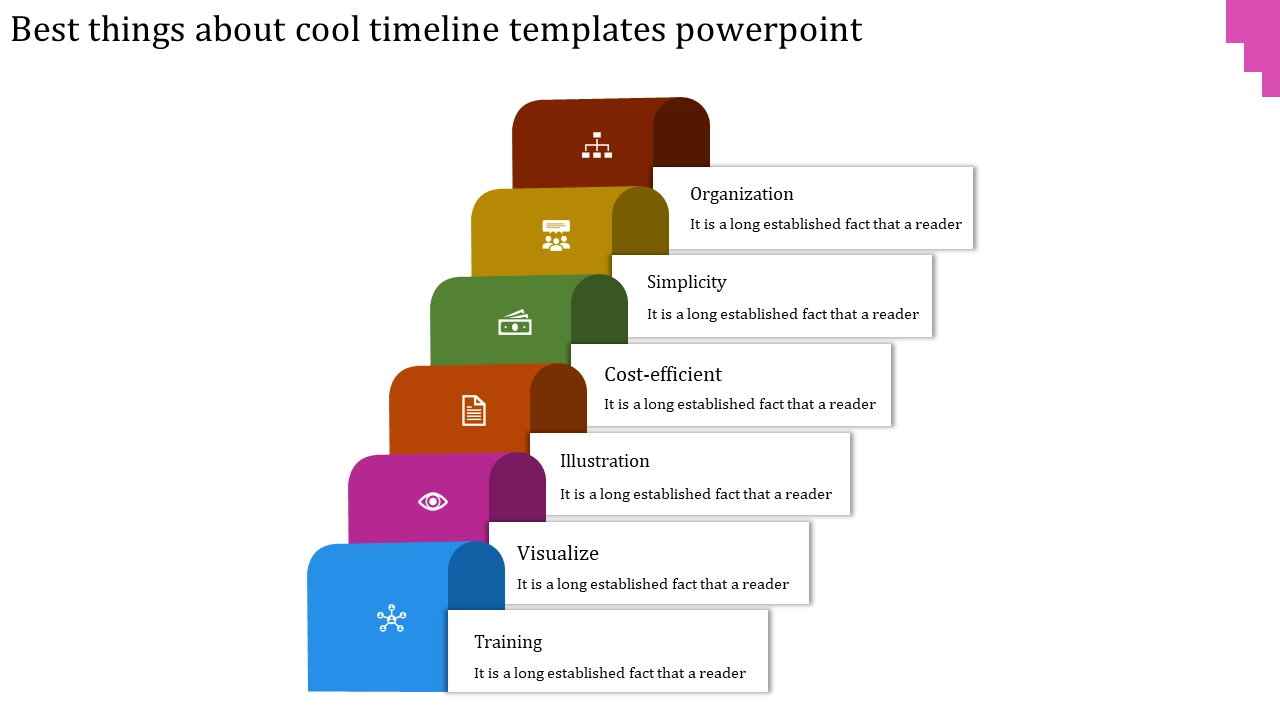 Best things about cool timeline templates powerpoint
Organization
It is a long established fact that a reader
Simplicity
It is a long established fact that a reader
Cost-efficient
It is a long established fact that a reader
Illustration
It is a long established fact that a reader
Visualize
It is a long established fact that a reader
Training
It is a long established fact that a reader